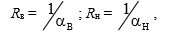 Rв = 1/αВ ; Rн = 1/αН ,